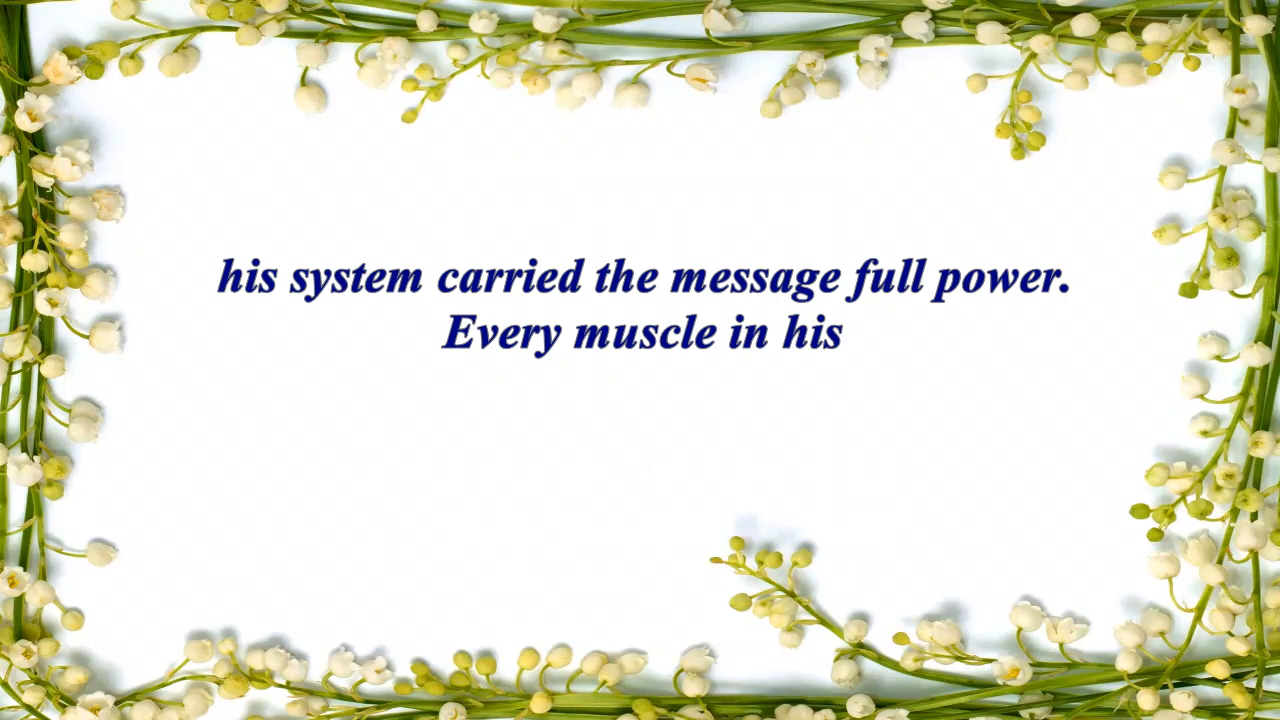 his system carried the message full power.
Every muscle in his